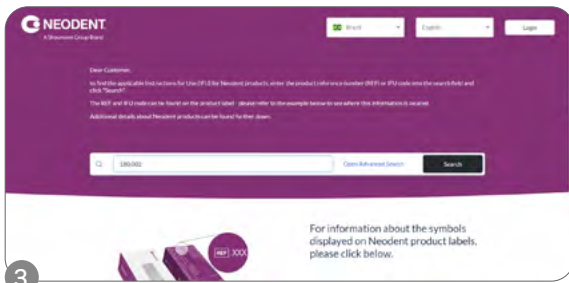 NEODENT
A Straumann Group Brand
Brazil
English
Login
Dear Customer,
to find the applicable Instructions for Use (IFU) for Neodent products, enter the product reference number (REF) or IFU code into the search field and
click "Search".
The REF and IFU code can be found on the product label - please refer to the example below to see where this information is located.
Additional details about Neodent products can be found further down.
100.002
Open Advanced Search
Search
For information about the symbols
displayed on Neodent product labels,
please click below.
REF XXX
3